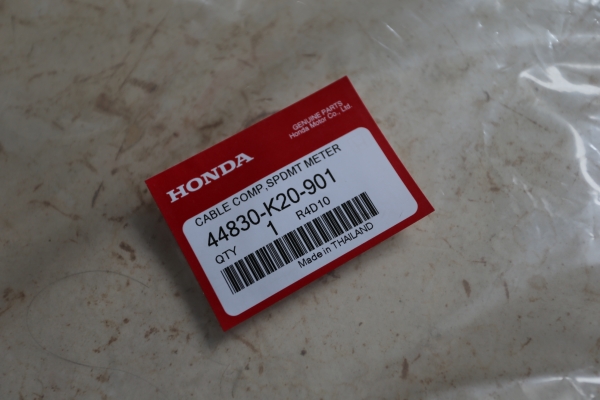 HONDA
GENUINE PARTS
Honda Motor Co., Ltd.
CABLE COMP,SPDMT METER
44830-K20-901
QTY 1 R4D10
Made in THAILAND